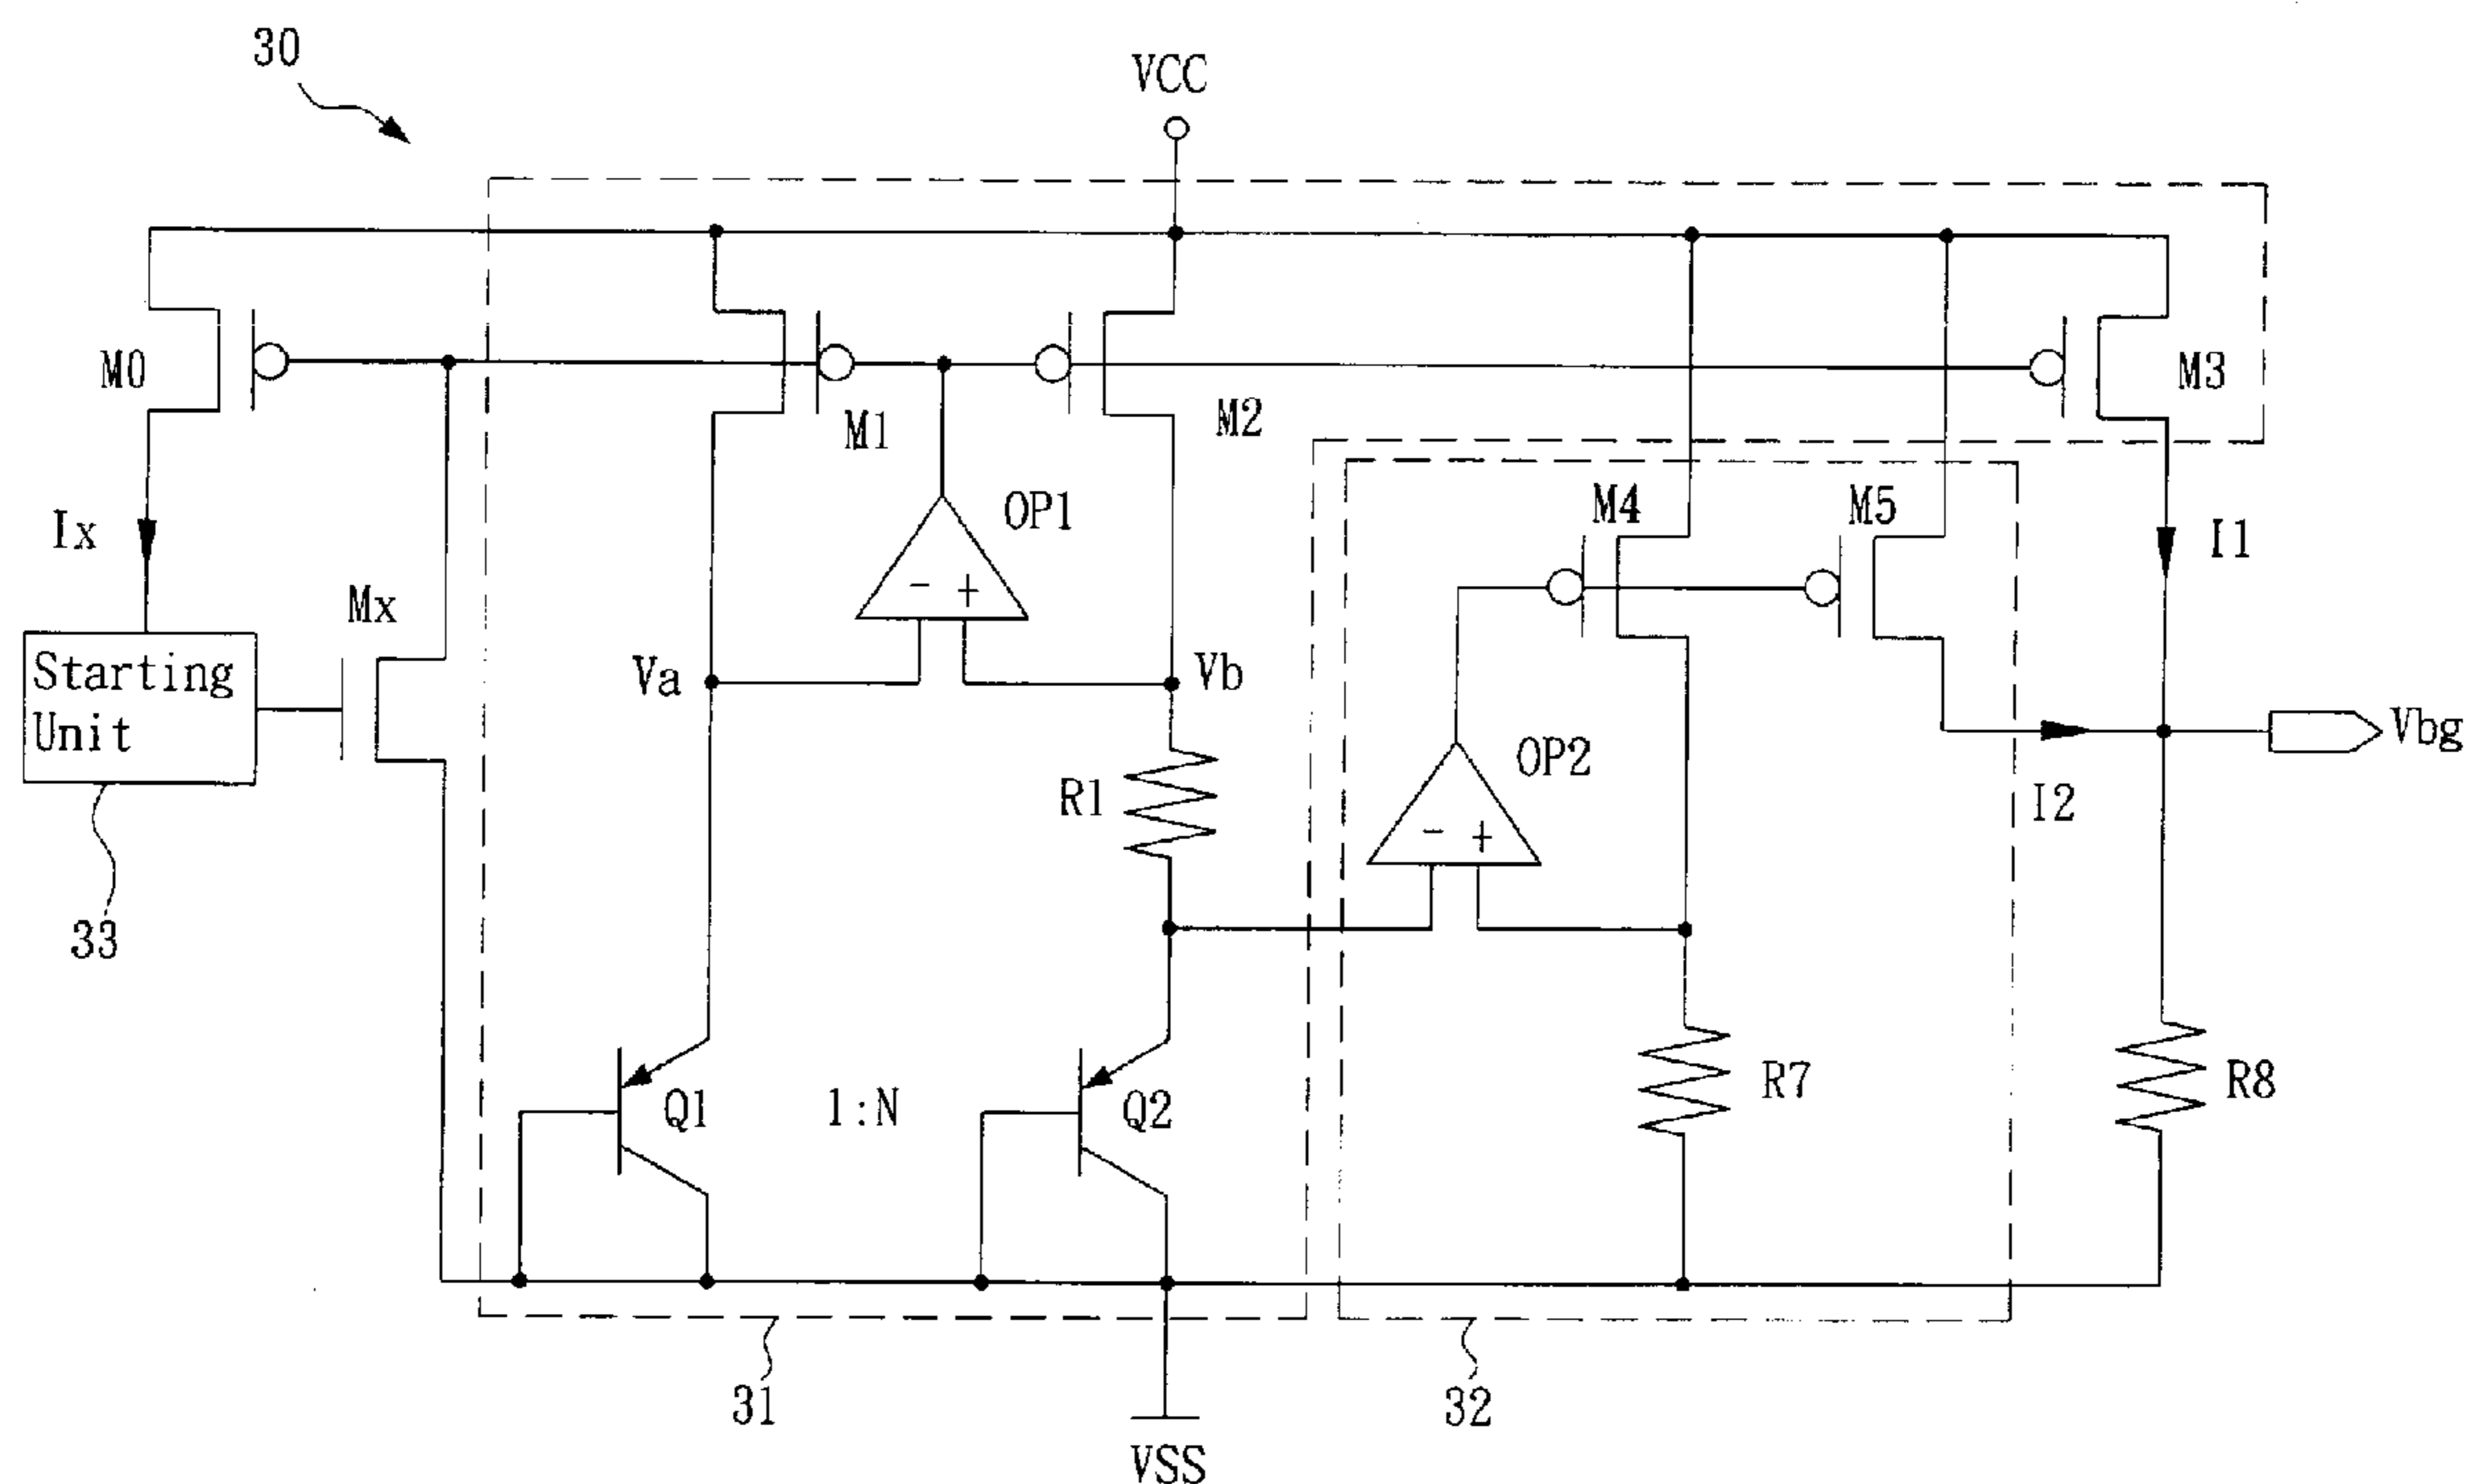 30
VCC
M0
M1
M2
M3
Ix
OP1
M4
M5
I1
Mx
Starting
Unit
Va
Vb
Vbg
R1
OP2
I2
-
+
-
+
33
Q1
1:N
Q2
R7
R8
31
32
VSS